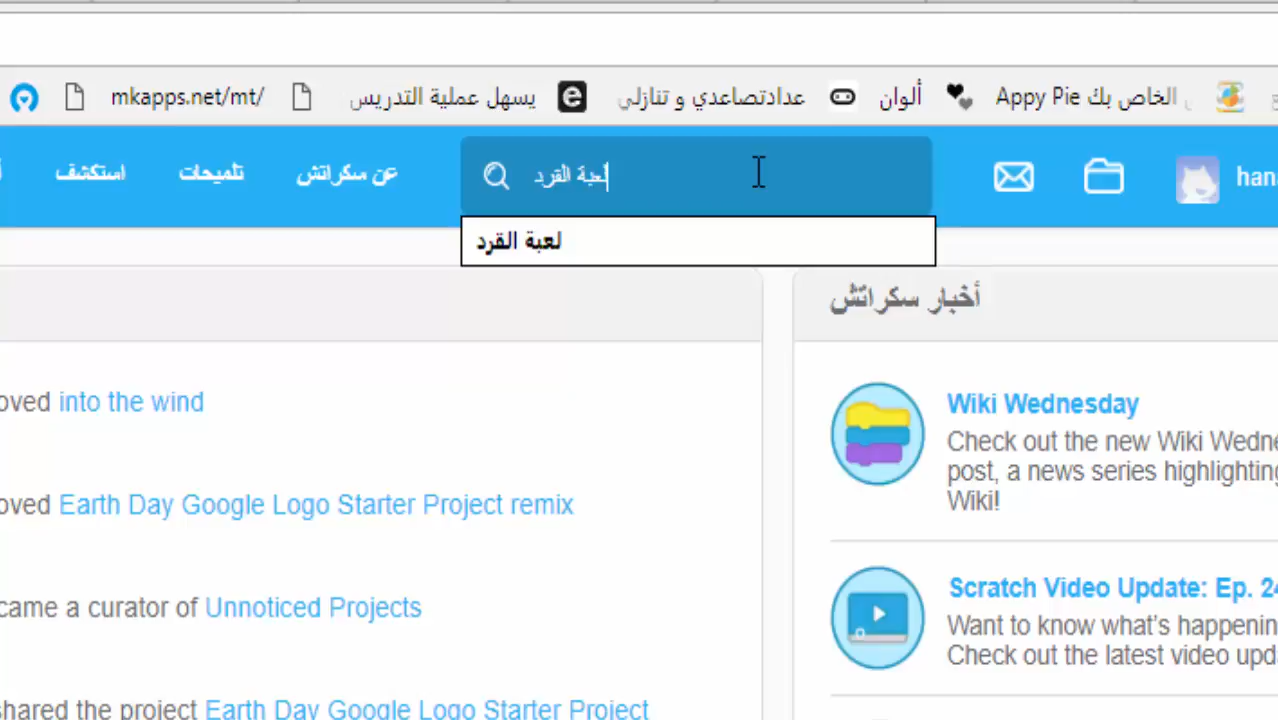 mkapps.net/mt/
يسهل عملية التدريس
عدادتصاعدي و تنازلي
ألوان
الخاص بك Appy Pie
استكشف
تلميحات
عن سكراتش
لعبة القرد
hana
لعبة القرد
أخبار سكراتش
oved into the wind
oved Earth Day Google Logo Starter Project remix
came a curator of Unnoticed Projects
shared the project Earth Day Google Logo Starter Project
Wiki Wednesday
Check out the new Wiki Wedne
post, a news series highlighting
Wiki!
Scratch Video Update: Ep. 24
Want to know what's happenin
Check out the latest video upd